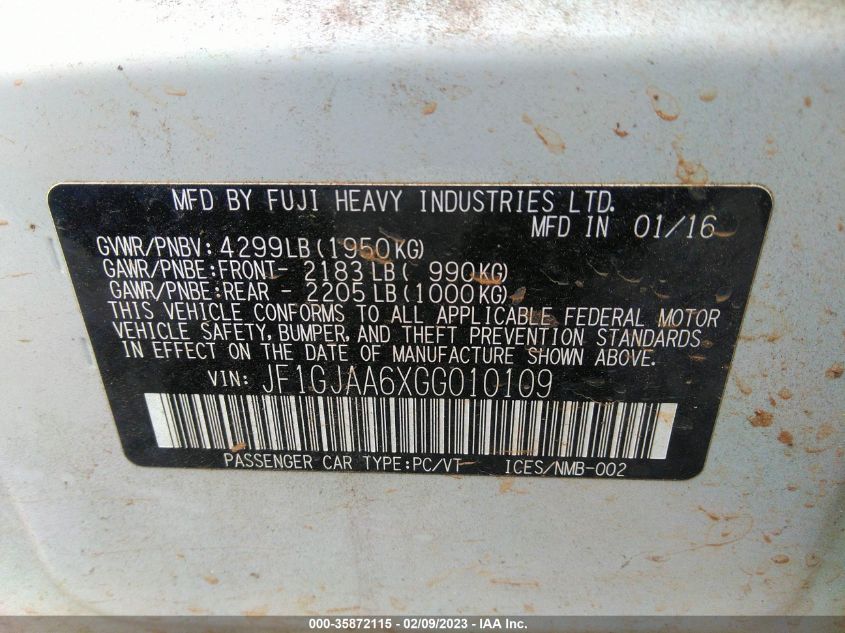 MFD BY FUJI HEAVY INDUSTRIES LTD.
MFD IN 01/16
GVWR/PNBV: 4299LB (1950KG)
GAWR/PNBE:FRONT- 2183LB ( 990KG)
GAWR/PNBE:REAR - 2205LB (1000KG)
THIS VEHICLE CONFORMS TO ALL APPLICABLE FEDERAL MOTOR
VEHICLE SAFETY, BUMPER, AND THEFT PREVENTION STANDARDS
IN EFFECT ON THE DATE OF MANUFACTURE SHOWN ABOVE.
VIN: JF1GJAA6XGG010109
PASSENGER CAR TYPE:PC/VT ICES/NMB-002
000-35872115 - 02/09/2023 - IAA Inc.